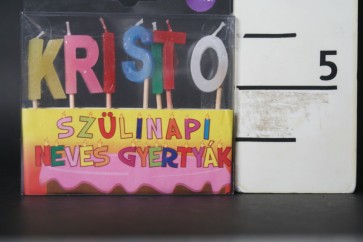 KRISTO
SZÜLINAPI
NEVES GYERTYÁK
5